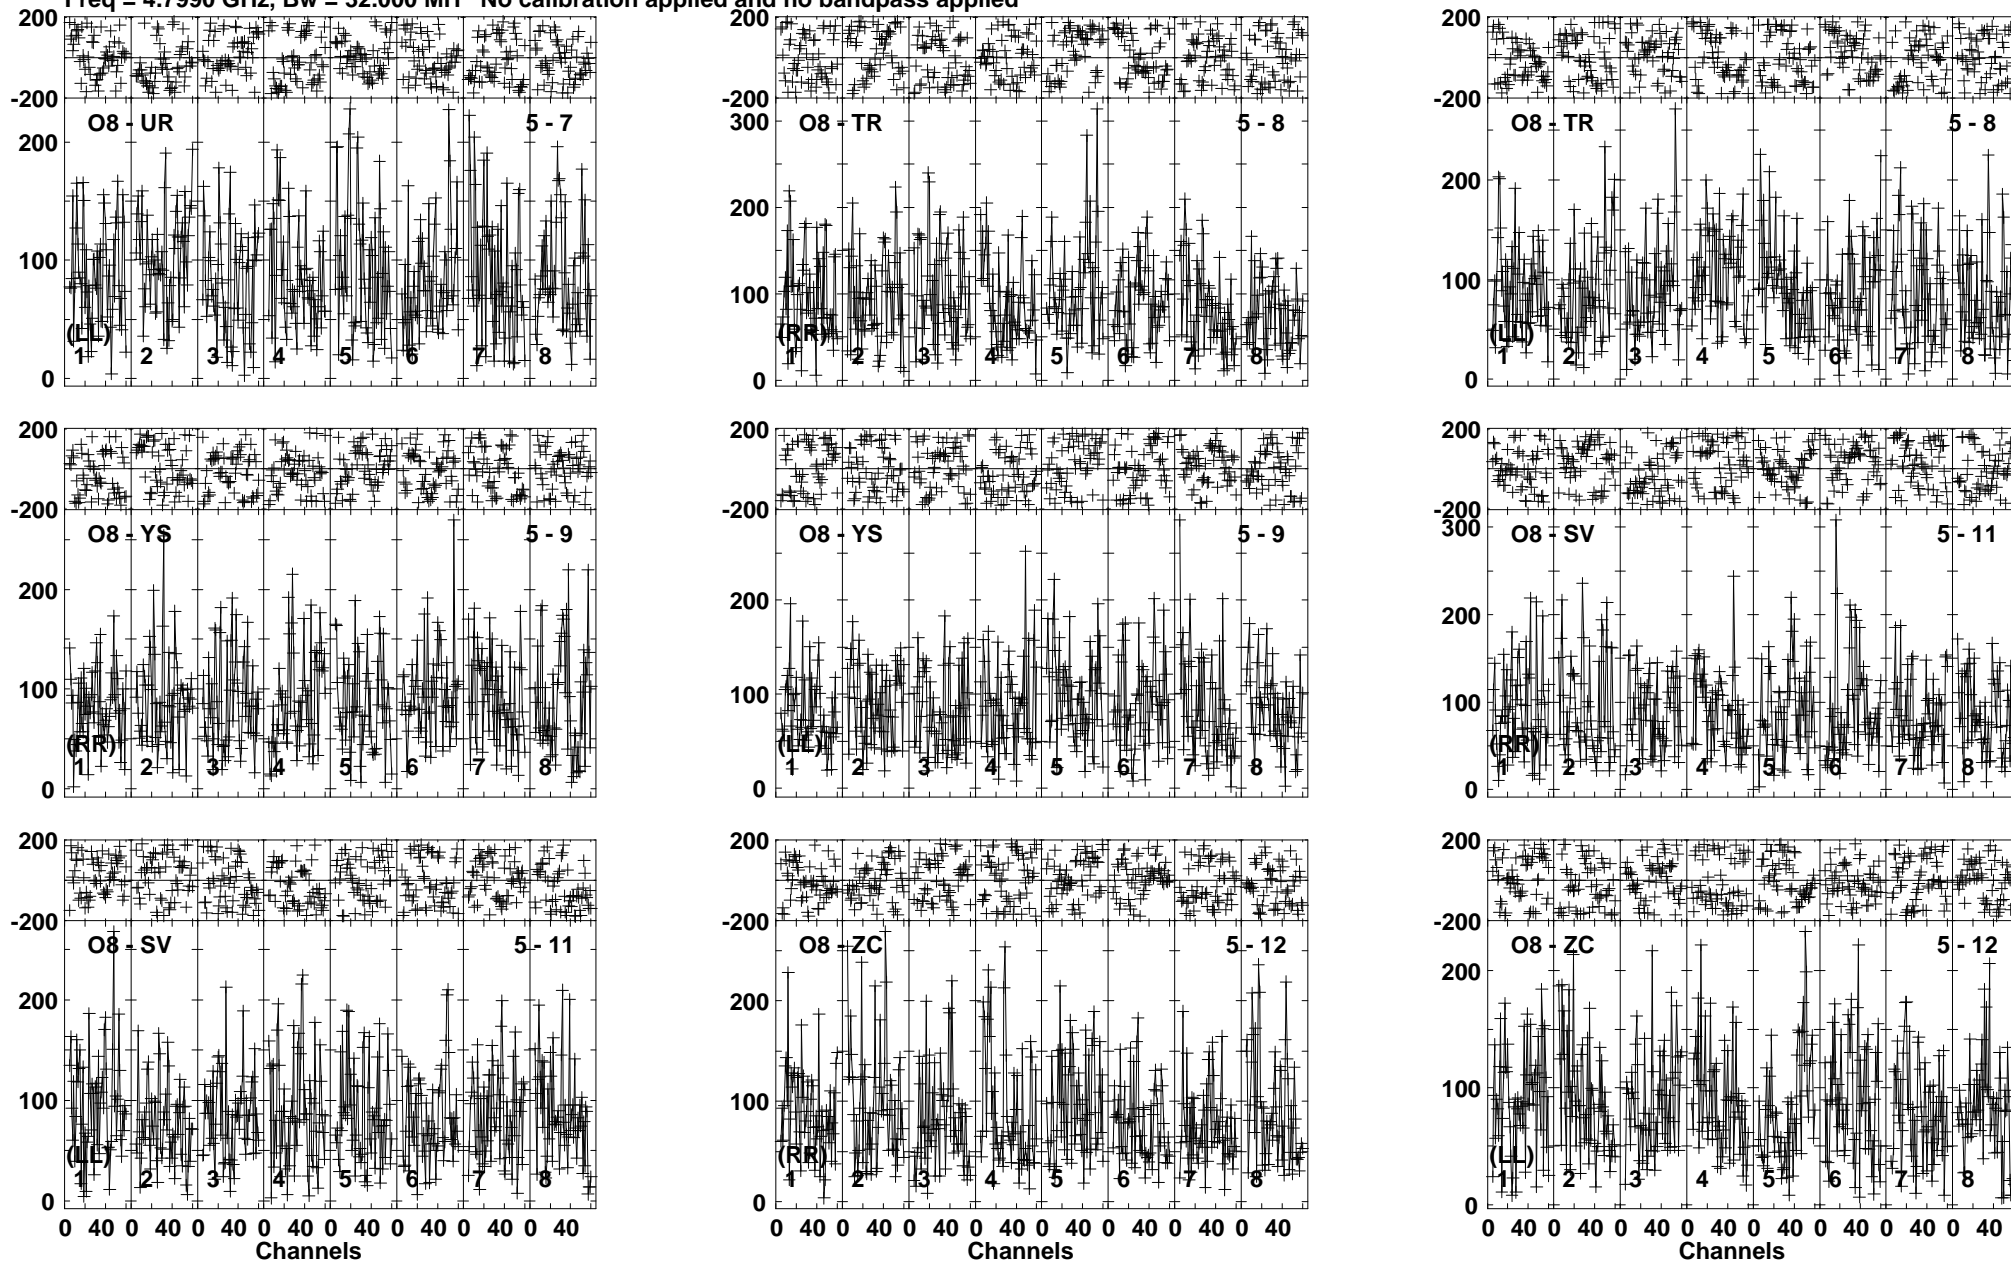 Freq = 4.7990 GHz, Bw = 32.000 MH No calibration applied and no bandpass applied
200 200 200
-200 -200 -200
O8 - UR 5 - 7 O8 - TR 5 - 8 O8 - TR 5 - 8
200 100 0 300 200 100 0 200 100 0
(LL) (RR) (LL)
1 2 3 4 5 6 7 8 1 2 3 4 5 6 7 8 1 2 3 4 5 6 7 8
200 200 200
-200 -200 -200
O8 - YS 5 - 9 O8 - YS 5 - 9 O8 - SV 5 - 11
200 100 0 200 100 0 300 200 100 0
(RR) (LL) (RR)
1 2 3 4 5 6 7 8 1 2 3 4 5 6 7 8 1 2 3 4 5 6 7 8
200 200 200
-200 -200 -200
O8 - SV 5 - 11 O8 - ZC 5 - 12 O8 - ZC 5 - 12
200 100 0 200 100 0 200 100 0
(LL) (RR) (LL)
1 2 3 4 5 6 7 8 1 2 3 4 5 6 7 8 1 2 3 4 5 6 7 8
0 40 0 40 0 40 0 40 0 40 0 40 0 40 0 40 0 40 0 40 0 40 0 40 0 40 0 40 0 40 0 40 0 40 0 40 0 40 0 40 0 40 0 40 0 40 0 40
Channels Channels Channels